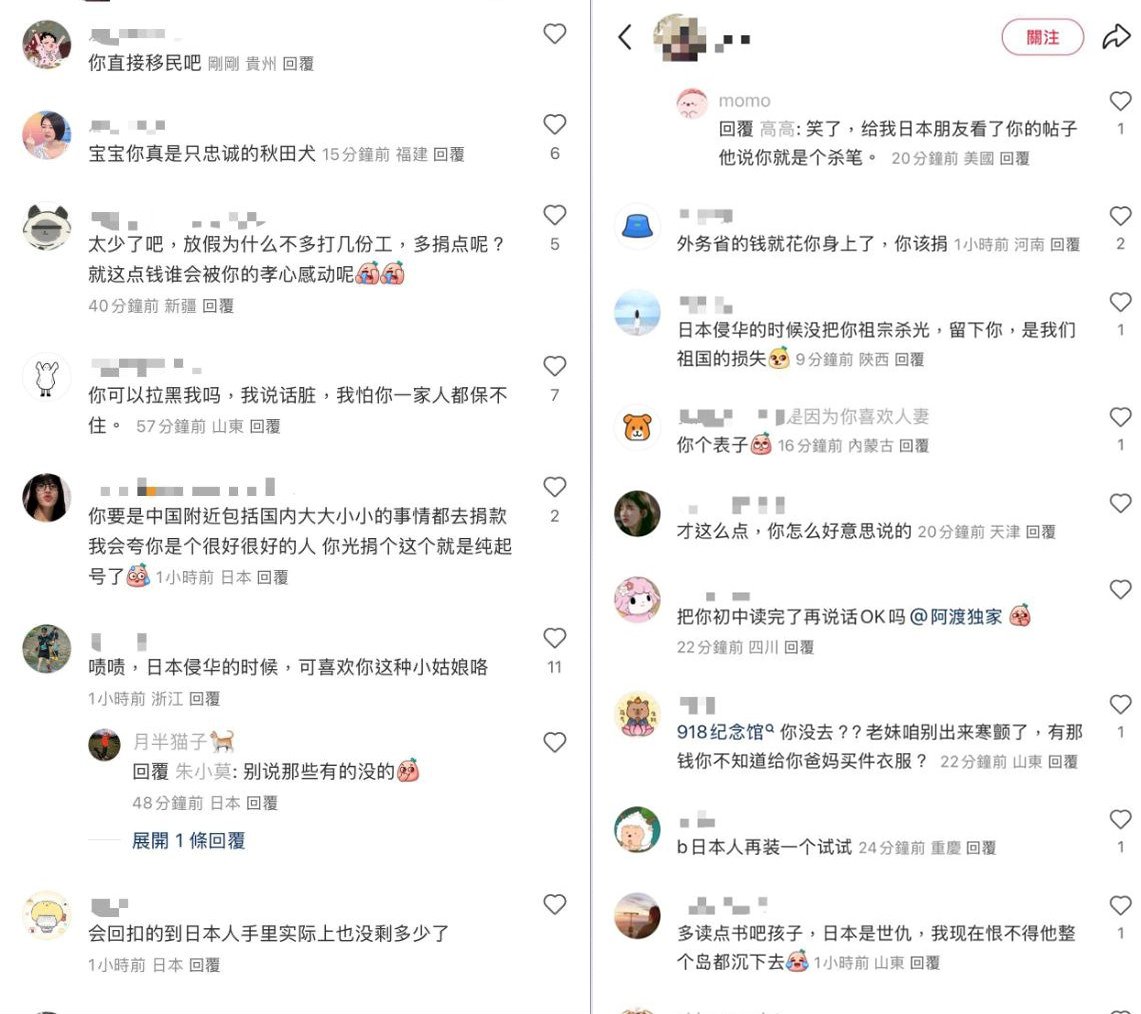 你直接移民吧 剛剛 貴州 回覆
宝宝你真是只忠诚的秋田犬 15分鐘前 福建 回覆
6
太少了吧，放假为什么不多打几份工，多捐点呢？
就这点钱谁会被你的孝心感动呢
5
40分鐘前 新疆 回覆
你可以拉黑我吗，我说话脏，我怕你一家人都保不
住。 57分鐘前 山東 回覆
7
你要是中国附近包括国内大大小小的事情都去捐款
我会夸你是个很好很好的人 你光捐个这个就是纯起
号了 1小時前 日本 回覆
2
啧啧，日本侵华的时候，可喜欢你这种小姑娘咯
11
1小時前 浙江 回覆
月半猫子
回覆 朱小莫: 别说那些有的没的
48分鐘前 日本 回覆
展開 1 條回覆
会回扣的到日本人手里实际上也没剩多少了
1小時前 日本 回覆
關注
momo
回覆 高高: 笑了，给我日本朋友看了你的帖子
他说你就是个杀笔。 20分鐘前 美國 回覆
1
外务省的钱就花你身上了，你该捐 1小時前 河南 回覆
2
日本侵华的时候没把你祖宗杀光，留下你，是我们
祖国的损失 9分鐘前 陝西 回覆
1
是因为你喜欢人妻
你个表子 16分鐘前 內蒙古 回覆
1
才这么点，你怎么好意思说的 20分鐘前 天津 回覆
把你初中读完了再说话OK吗 @阿渡独家
22分鐘前 四川 回覆
918纪念馆 你没去？？老妹咱别出来寒颤了，有那
钱你不知道给你爸妈买件衣服？ 22分鐘前 山東 回覆
1
b日本人再装一个试试 24分鐘前 重慶 回覆
1
多读点书吧孩子，日本是世仇，我现在恨不得他整
个岛都沉下去 1小時前 山東 回覆
1